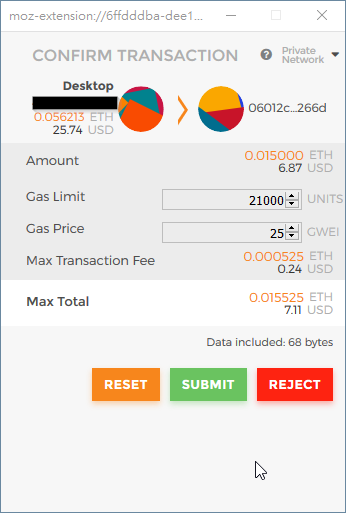 moz-extension://6ffdddba-dee1...
CONFIRM TRANSACTION
? Private Network
Desktop
0.056213 ETH
25.74 USD
06012c...266d
Amount 0.015000 ETH
6.87 USD
Gas Limit 21000 UNITS
Gas Price 25 GWEI
Max Transaction Fee 0.000525 ETH
0.24 USD
Max Total 0.015525 ETH
7.11 USD
Data included: 68 bytes
RESET SUBMIT REJECT